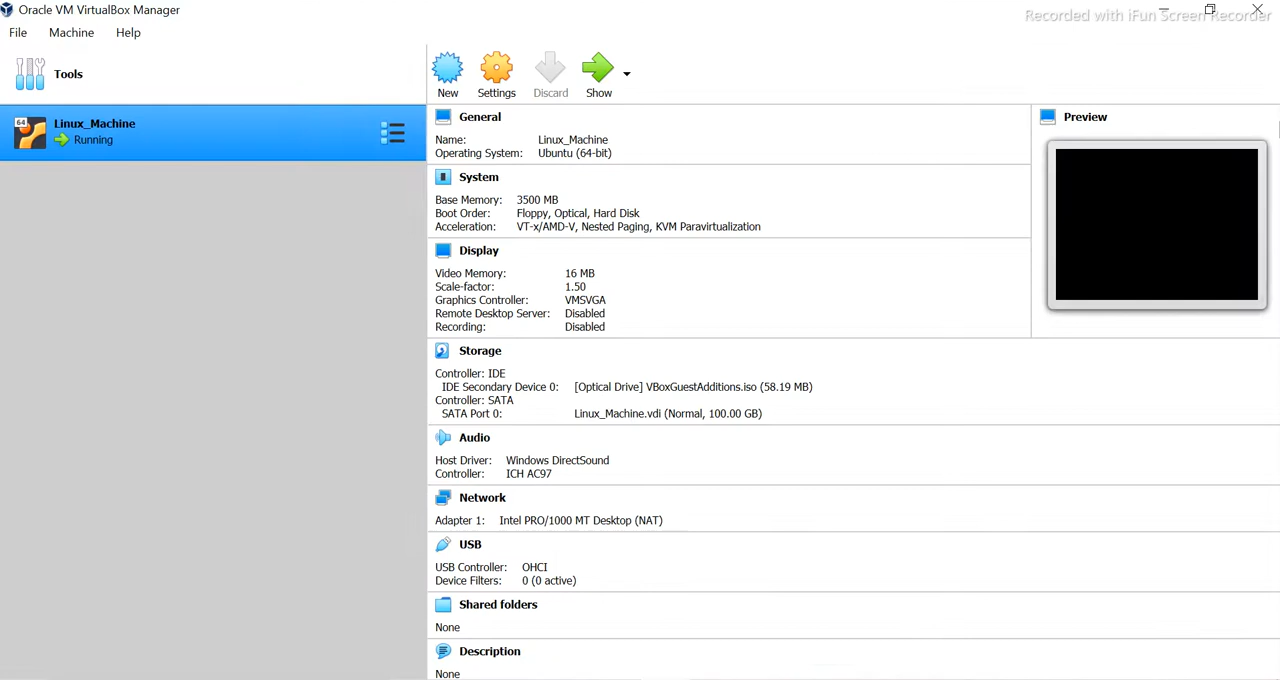 Oracle VM VirtualBox Manager
Recorded with iFun Screen Recorder
File Machine Help
Tools
New Settings Discard Show
64
Linux_Machine
Running
General
Name: Linux_Machine
Operating System: Ubuntu (64-bit)
System
Base Memory: 3500 MB
Boot Order: Floppy, Optical, Hard Disk
Acceleration: VT-x/AMD-V, Nested Paging, KVM Paravirtualization
Display
Video Memory: 16 MB
Scale-factor: 1.50
Graphics Controller: VMSVGA
Remote Desktop Server: Disabled
Recording: Disabled
Preview
Storage
Controller: IDE
IDE Secondary Device 0: [Optical Drive] VBoxGuestAdditions.iso (58.19 MB)
Controller: SATA
SATA Port 0: Linux_Machine.vdi (Normal, 100.00 GB)
Audio
Host Driver: Windows DirectSound
Controller: ICH AC97
Network
Adapter 1: Intel PRO/1000 MT Desktop (NAT)
USB
USB Controller: OHCI
Device Filters: 0 (0 active)
Shared folders
None
Description
None